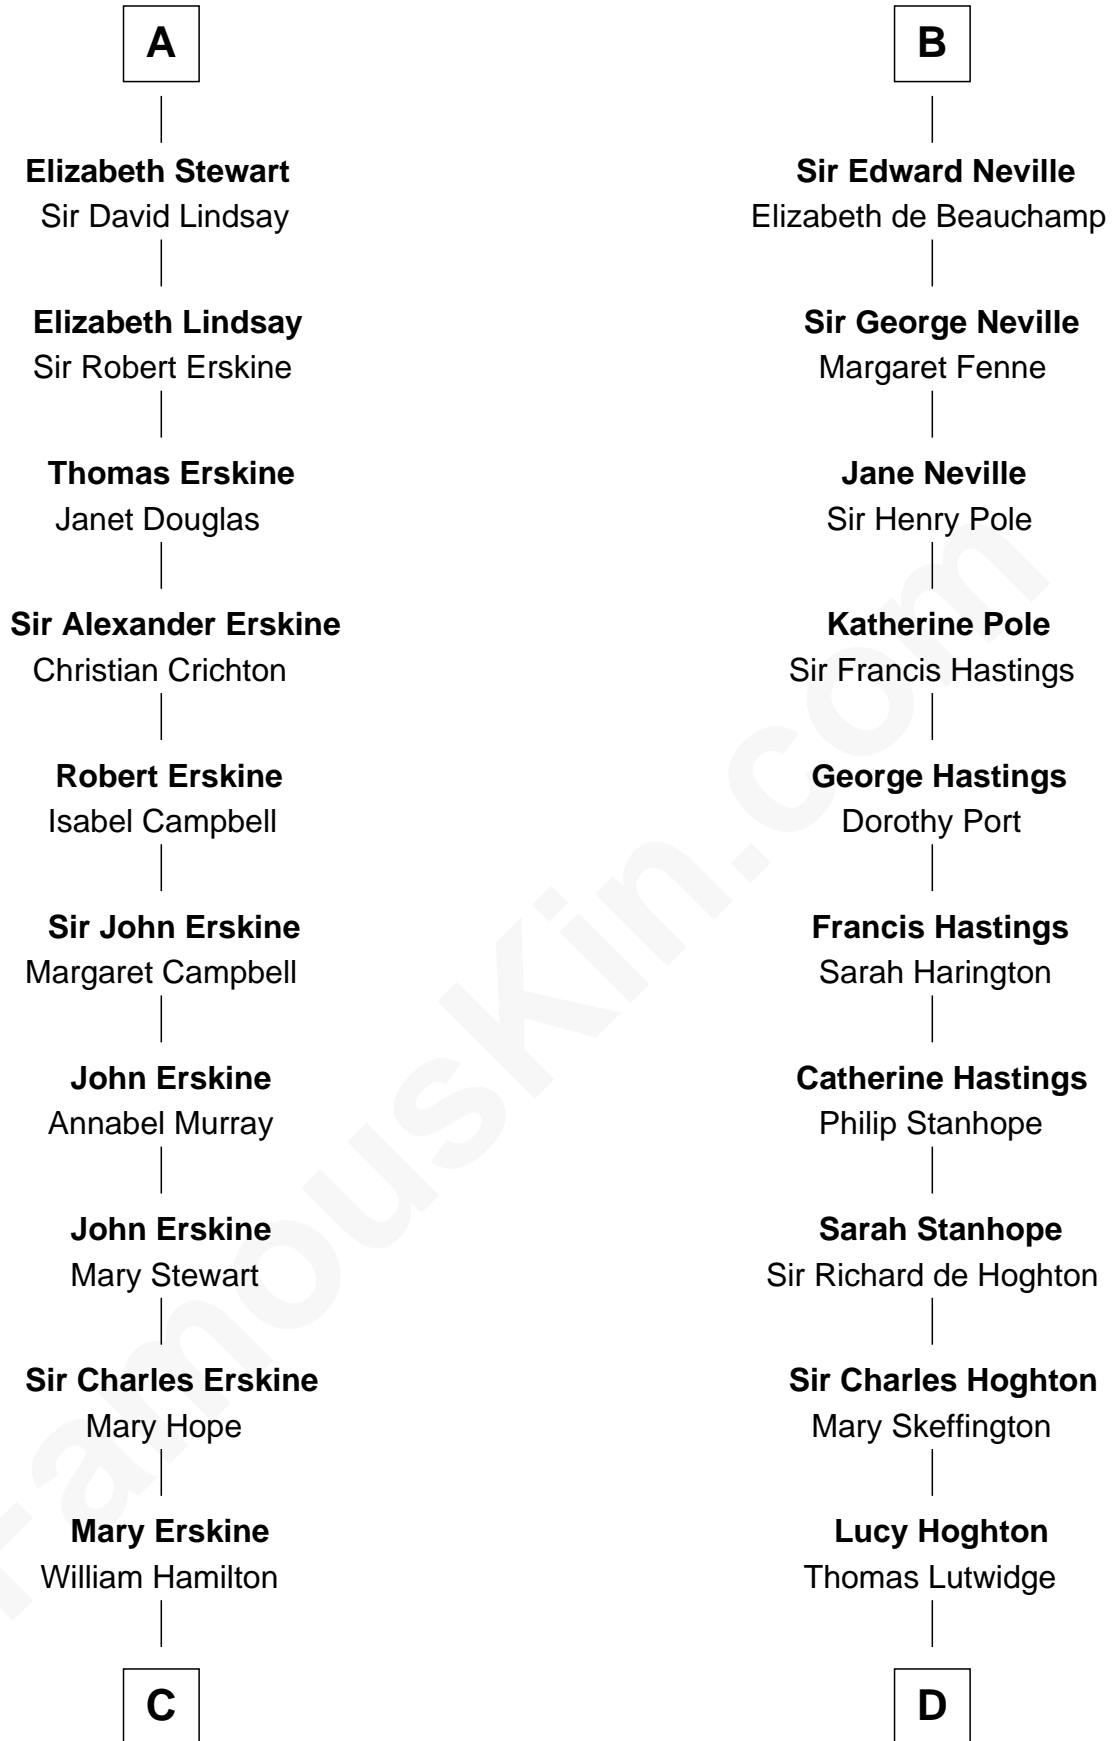 A
Elizabeth Stewart
Sir David Lindsay
Elizabeth Lindsay
Sir Robert Erskine
Thomas Erskine
Janet Douglas
Sir Alexander Erskine
Christian Crichton
Robert Erskine
Isabel Campbell
Sir John Erskine
Margaret Campbell
John Erskine
Annabel Murray
John Erskine
Mary Stewart
Sir Charles Erskine
Mary Hope
Mary Erskine
William Hamilton
C
B
Sir Edward Neville
Elizabeth de Beauchamp
Sir George Neville
Margaret Fenne
Jane Neville
Sir Henry Pole
Katherine Pole
Sir Francis Hastings
George Hastings
Dorothy Port
Francis Hastings
Sarah Harington
Catherine Hastings
Philip Stanhope
Sarah Stanhope
Sir Richard de Hoghton
Sir Charles Hoghton
Mary Skeffington
Lucy Hoghton
Thomas Lutwidge
D
FamousKin.com